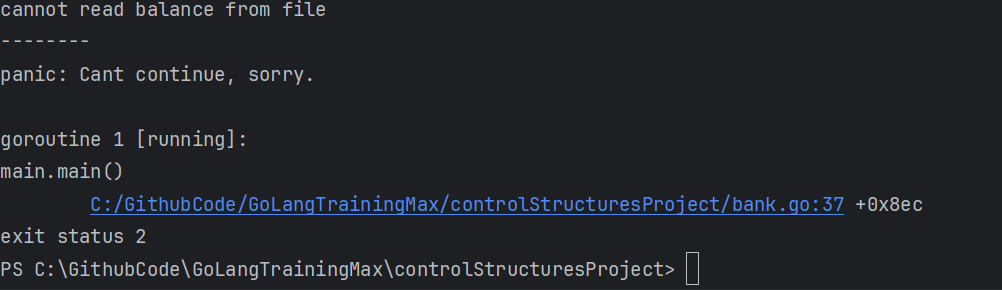 cannot read balance from file
--------
panic: Cant continue, sorry.
goroutine 1 [running]:
main.main()
C:/GithubCode/GoLangTrainingMax/controlStructuresProject/bank.go:37 +0x8ec
exit status 2
PS C:\GithubCode\GoLangTrainingMax\controlStructuresProject>